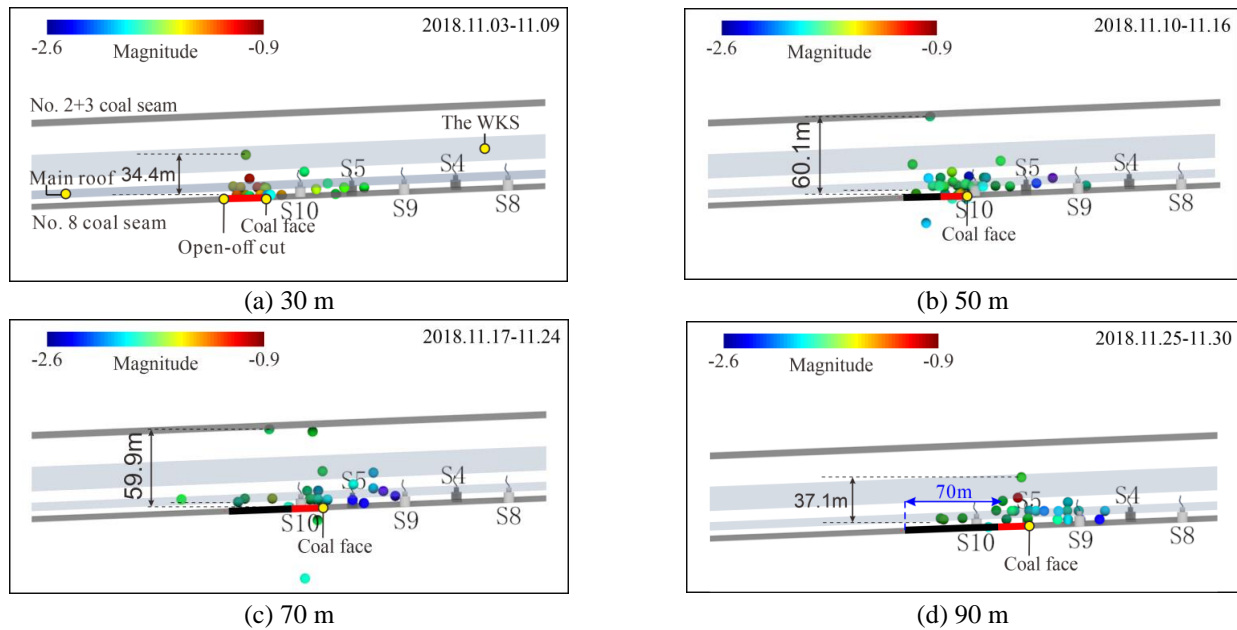 2018.11.03-11.09
-2.6 Magnitude -0.9
No. 2+3 coal seam
The WKS
34.4m
Main roof
S5 S4
No. 8 coal seam
S10 S9 S8
Coal face
Open-off cut
(a) 30 m
2018.11.10-11.16
-2.6 Magnitude -0.9
60.1m
S5 S4
S10 S9 S8
Coal face
(b) 50 m
2018.11.17-11.24
-2.6 Magnitude -0.9
59.9m
S5 S4
S10 S9 S8
Coal face
(c) 70 m
2018.11.25-11.30
-2.6 Magnitude -0.9
70m
37.1m
S5 S4
S10 S9 S8
Coal face
(d) 90 m